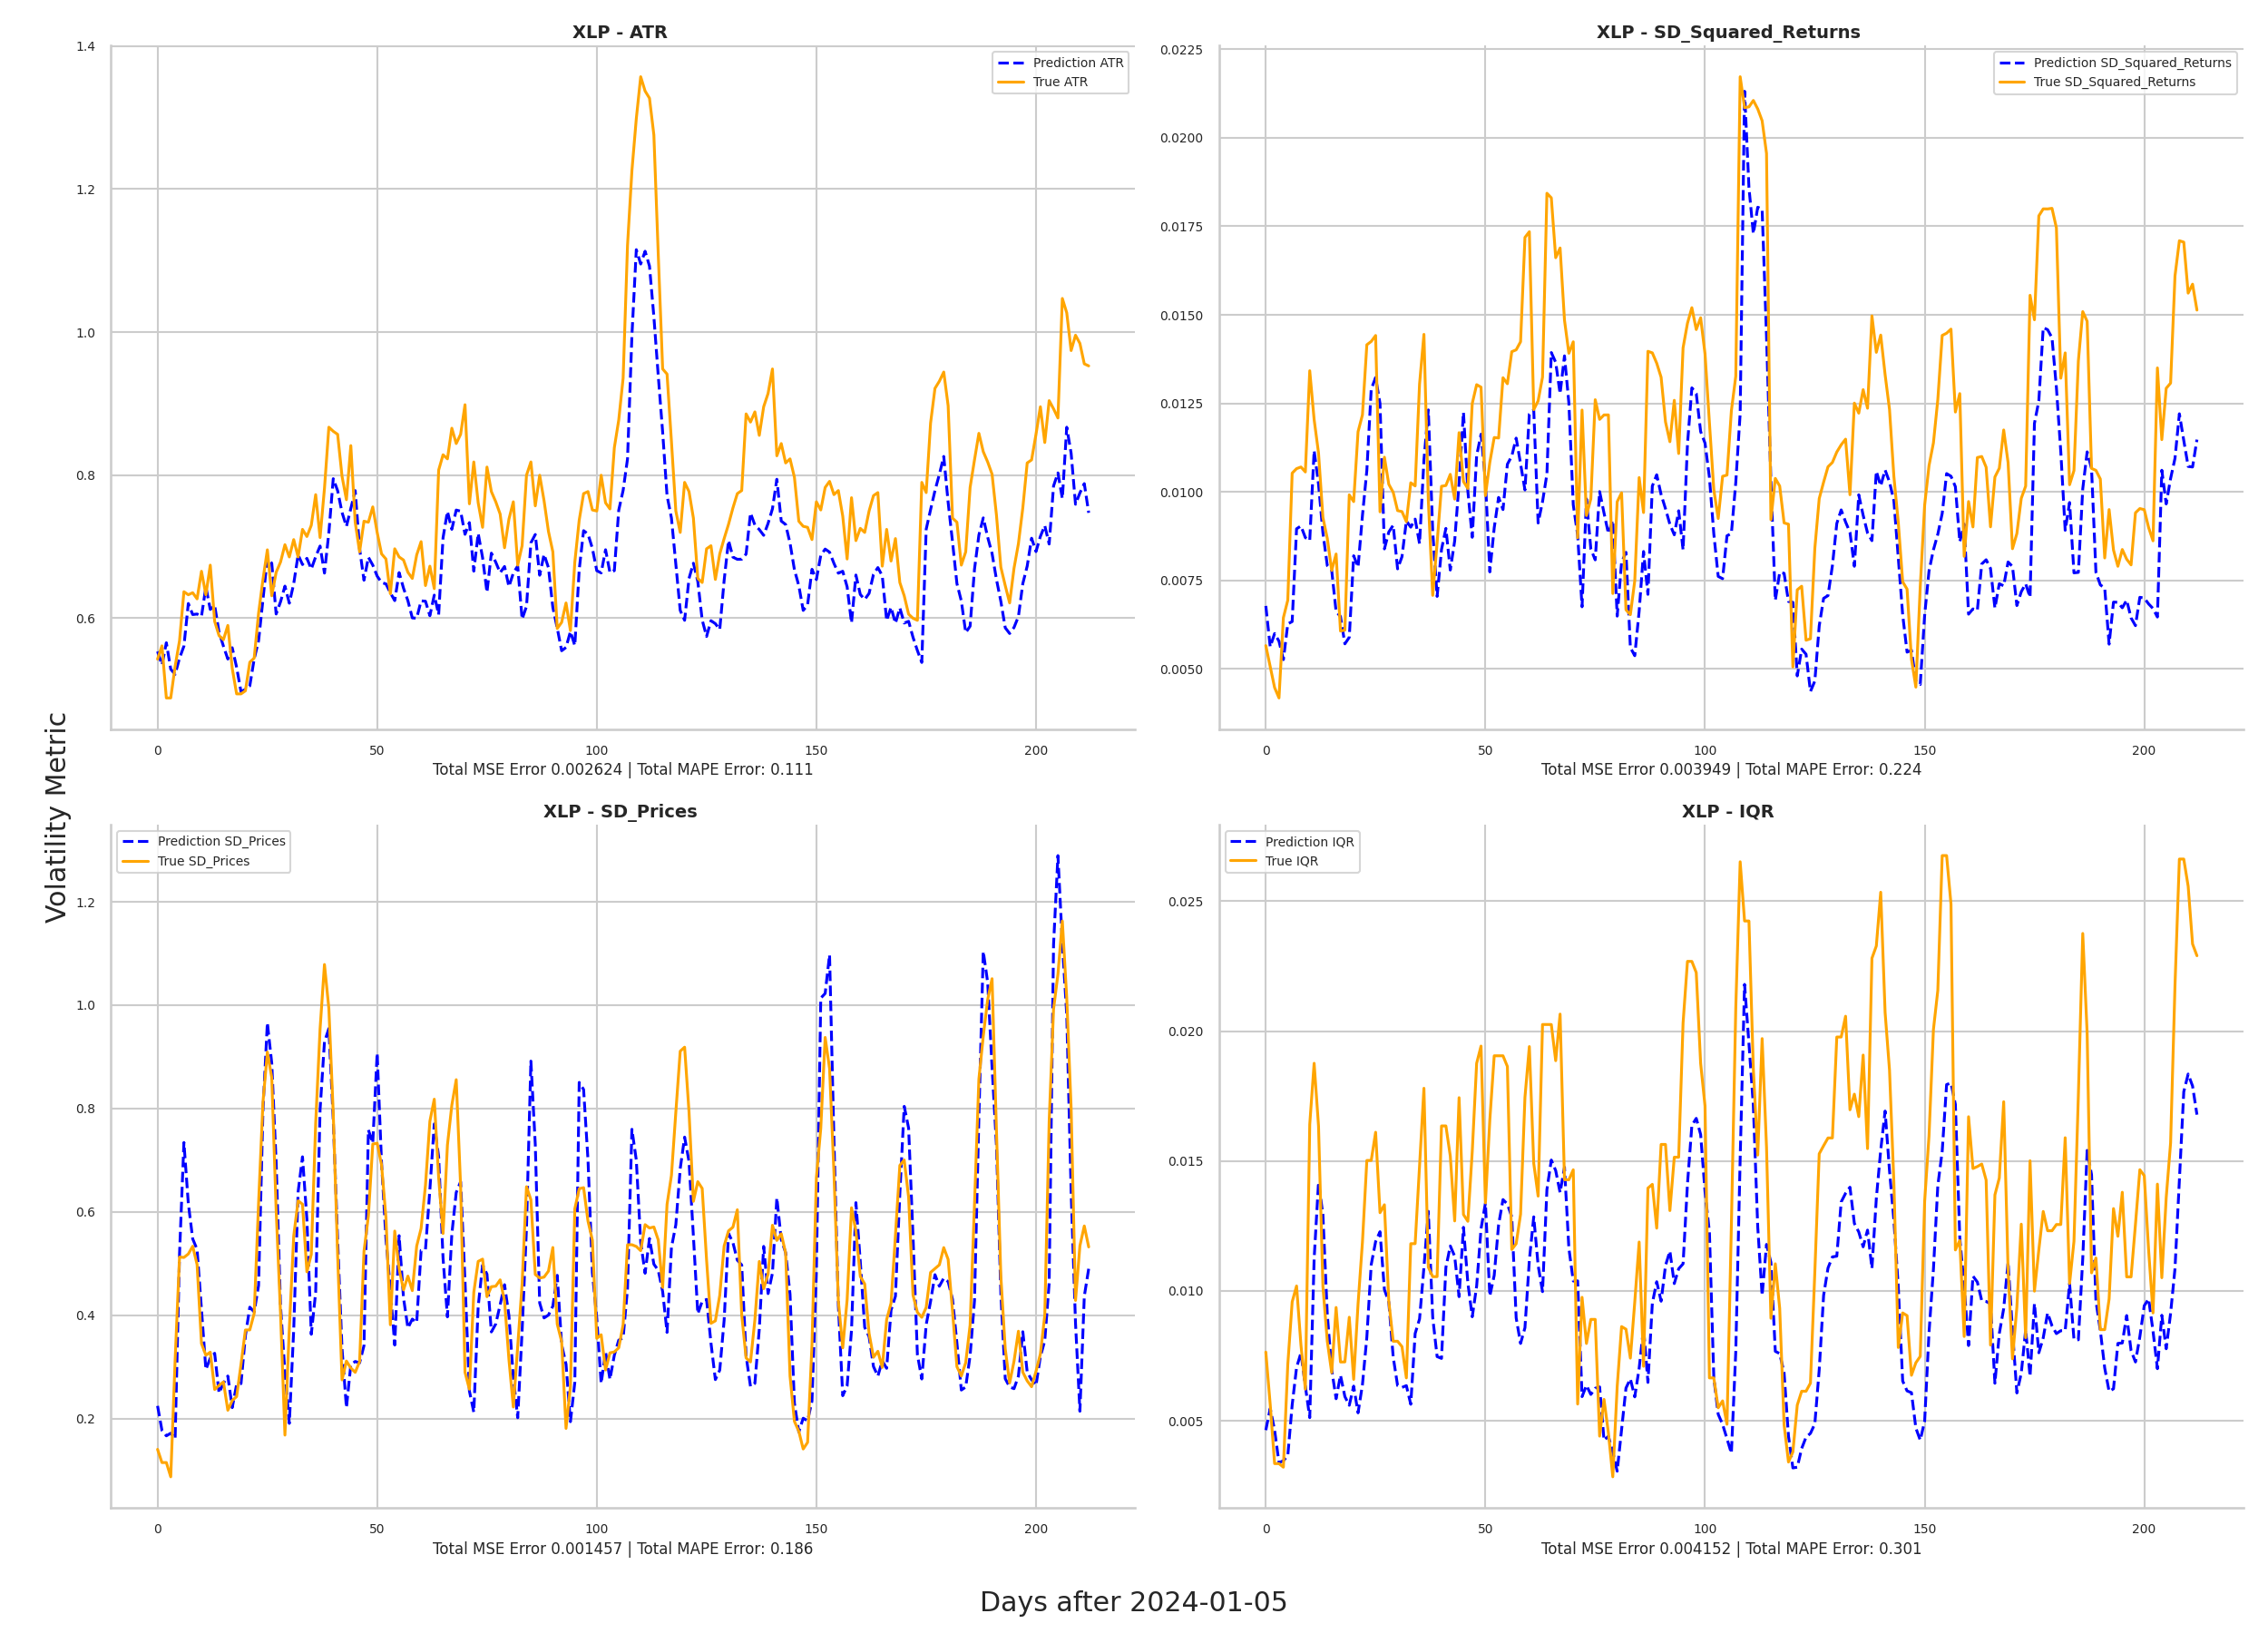 XLP - ATR
1.4
1.2
1.0
0.8
0.6
0
50
100
150
200
Prediction ATR
True ATR
Total MSE Error 0.002624 | Total MAPE Error: 0.111
XLP - SD_Squared_Returns
0.0225
0.0200
0.0175
0.0150
0.0125
0.0100
0.0075
0.0050
0
50
100
150
200
Prediction SD_Squared_Returns
True SD_Squared_Returns
Total MSE Error 0.003949 | Total MAPE Error: 0.224
Volatility Metric
XLP - SD_Prices
Prediction SD_Prices
True SD_Prices
1.2
1.0
0.8
0.6
0.4
0.2
0
50
100
150
200
Total MSE Error 0.001457 | Total MAPE Error: 0.186
XLP - IQR
Prediction IQR
True IQR
0.025
0.020
0.015
0.010
0.005
0
50
100
150
200
Total MSE Error 0.004152 | Total MAPE Error: 0.301
Days after 2024-01-05